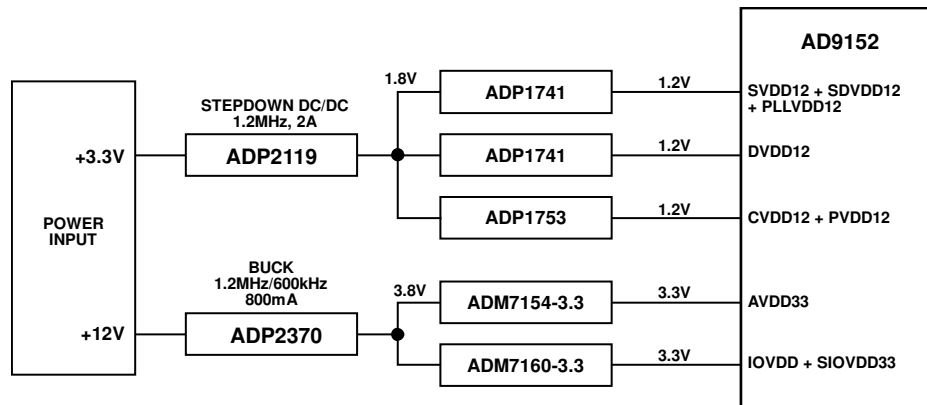 AD9152
POWER
INPUT
+3.3V
+12V
STEPDOWN DC/DC
1.2MHz, 2A
ADP2119
1.8V
ADP1741
1.2V
SVDD12 + SDVDD12
+ PLLVDD12
ADP1741
1.2V
DVDD12
ADP1753
1.2V
CVDD12 + PVDD12
BUCK
1.2MHz/600kHz
800mA
ADP2370
3.8V
ADM7154-3.3
3.3V
AVDD33
ADM7160-3.3
3.3V
IOVDD + SIOVDD33